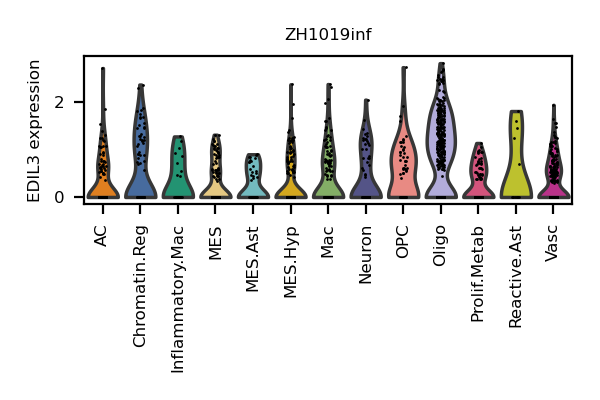 ZH1019inf
EDIL3 expression
2
0
AC
Chromatin.Reg
Inflammatory.Mac
MES
MES.Ast
MES.Hyp
Mac
Neuron
OPC
Oligo
Prolif.Metab
Reactive.Ast
Vasc